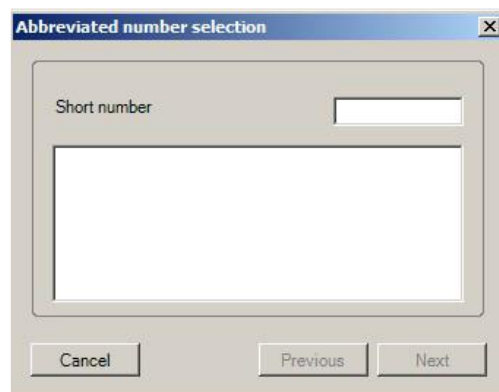 Abbreviated number selection
Short number
Cancel Previous Next